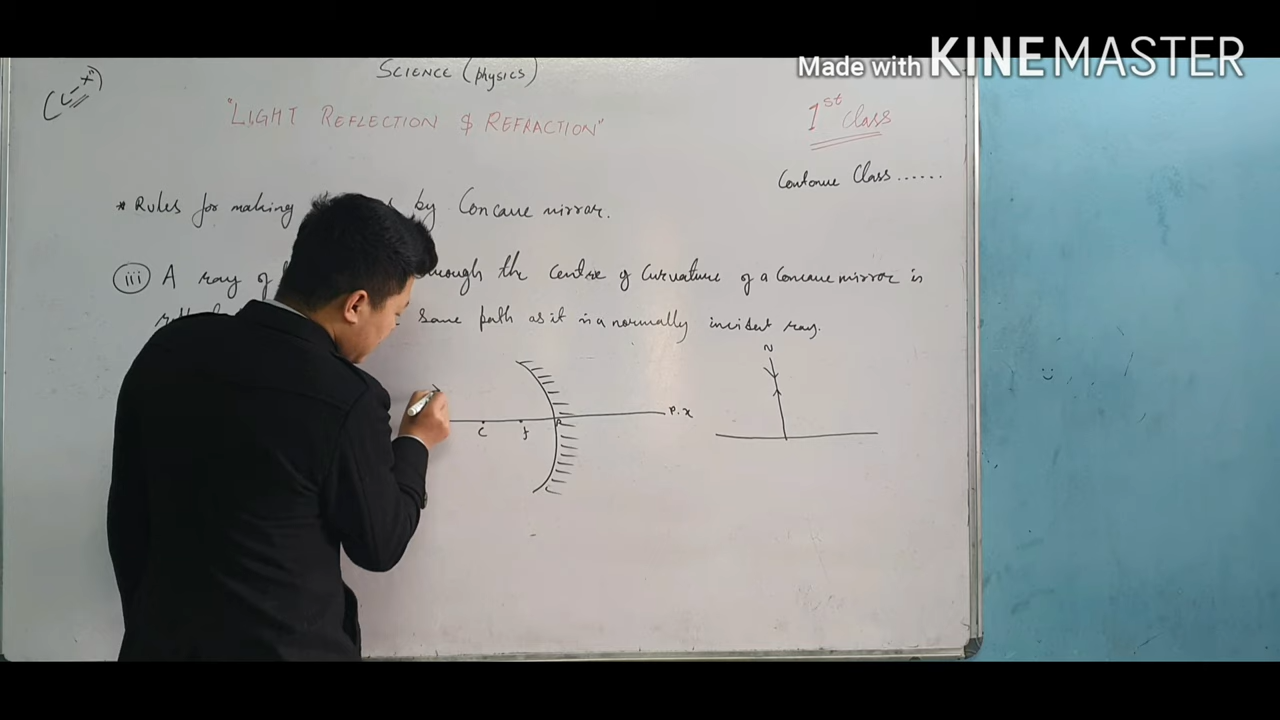 Made with KINEMASTER
(CL-X")
SCIENCE (physics)
"LIGHT REFLECTION & REFRACTION"
1st Class
Continue Class......
* Rules for making by Concave mirror.
(iii) A ray of through the centre of curvature of a concave mirror is
same path as it is a normally incident ray.
N
C f P P.x